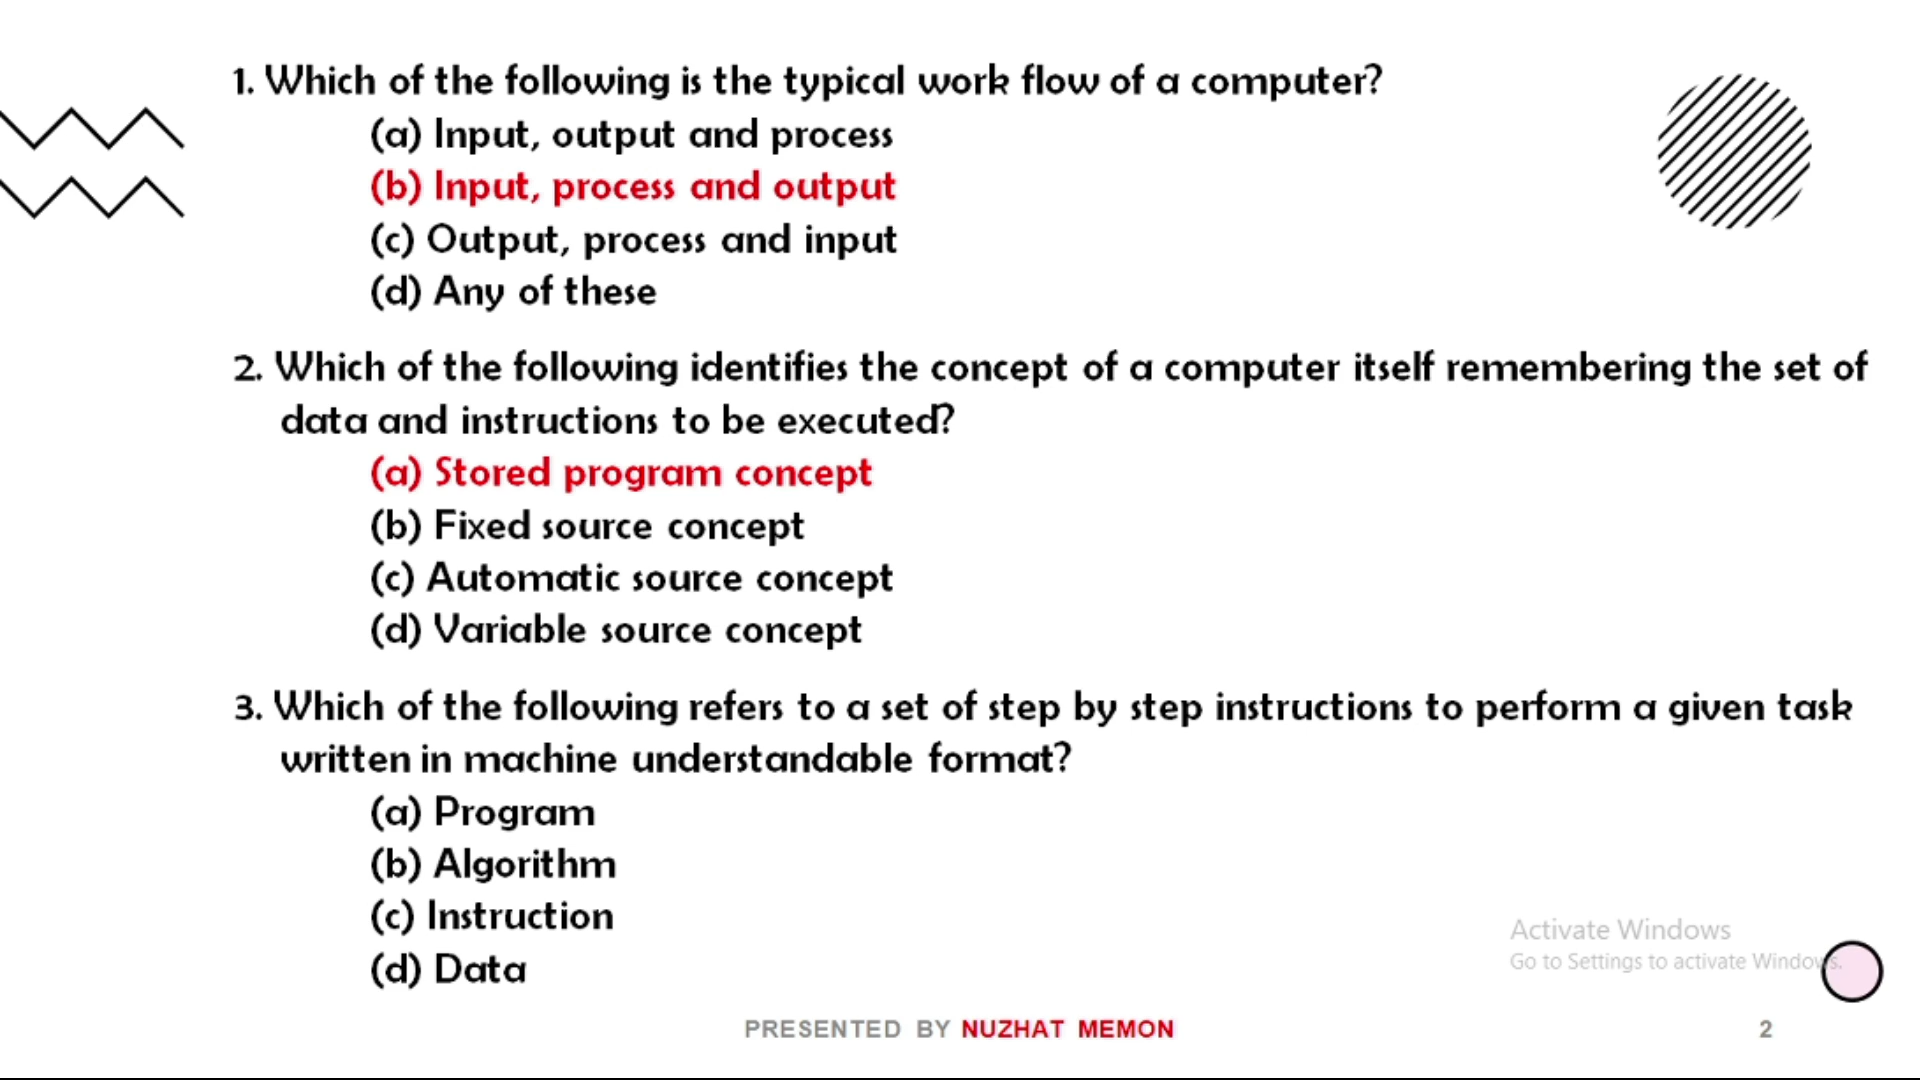 1. Which of the following is the typical work flow of a computer?
(a) Input, output and process
(b) Input, process and output
(c) Output, process and input
(d) Any of these
2. Which of the following identifies the concept of a computer itself remembering the set of
data and instructions to be executed?
(a) Stored program concept
(b) Fixed source concept
(c) Automatic source concept
(d) Variable source concept
3. Which of the following refers to a set of step by step instructions to perform a given task
written in machine understandable format?
(a) Program
(b) Algorithm
(c) Instruction
(d) Data
Activate Windows
Go to Settings to activate Windows.
PRESENTED BY NUZHAT MEMON
2